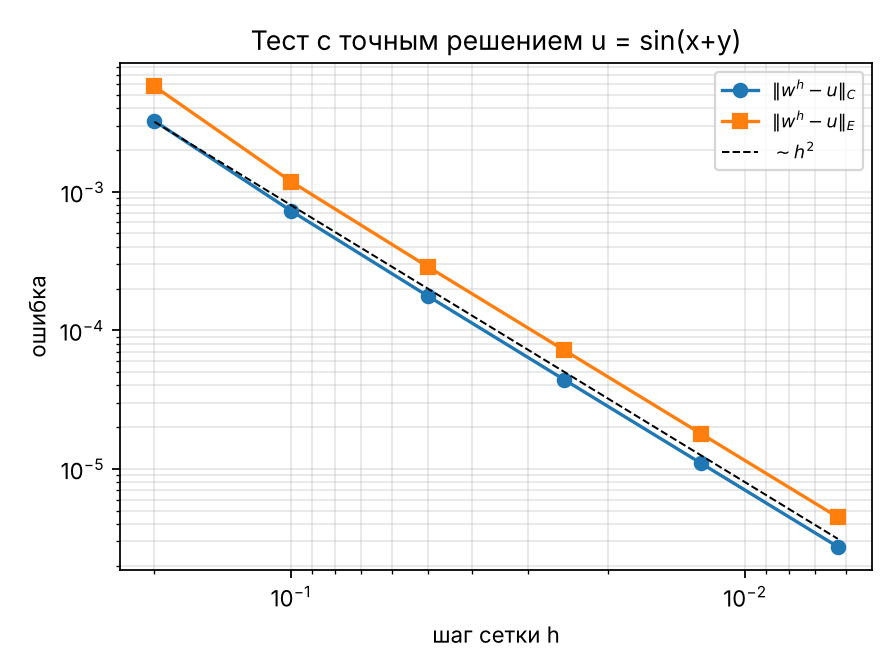 Тест с точным решением u = sin(x+y)
‖w^h − u‖_C
‖w^h − u‖_E
~ h^2
10^−3
10^−4
10^−5
ошибка
10^−1
10^−2
шаг сетки h